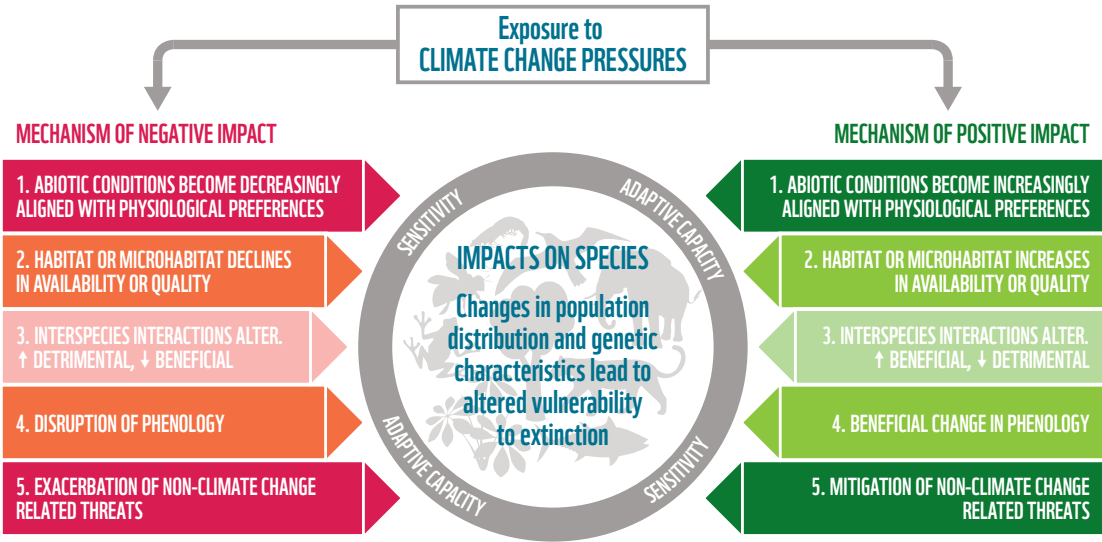 Exposure to
CLIMATE CHANGE PRESSURES
MECHANISM OF NEGATIVE IMPACT
1. ABIOTIC CONDITIONS BECOME DECREASINGLY
ALIGNED WITH PHYSIOLOGICAL PREFERENCES
2. HABITAT OR MICROHABITAT DECLINES
IN AVAILABILITY OR QUALITY
3. INTERSPECIES INTERACTIONS ALTER.
↑ DETRIMENTAL, ↓ BENEFICIAL
4. DISRUPTION OF PHENOLOGY
5. EXACERBATION OF NON-CLIMATE CHANGE
RELATED THREATS
SENSITIVITY
ADAPTIVE CAPACITY
IMPACTS ON SPECIES
Changes in population
distribution and genetic
characteristics lead to
altered vulnerability
to extinction
ADAPTIVE CAPACITY
SENSITIVITY
MECHANISM OF POSITIVE IMPACT
1. ABIOTIC CONDITIONS BECOME INCREASINGLY
ALIGNED WITH PHYSIOLOGICAL PREFERENCES
2. HABITAT OR MICROHABITAT INCREASES
IN AVAILABILITY OR QUALITY
3. INTERSPECIES INTERACTIONS ALTER.
↑ BENEFICIAL, ↓ DETRIMENTAL
4. BENEFICIAL CHANGE IN PHENOLOGY
5. MITIGATION OF NON-CLIMATE CHANGE
RELATED THREATS